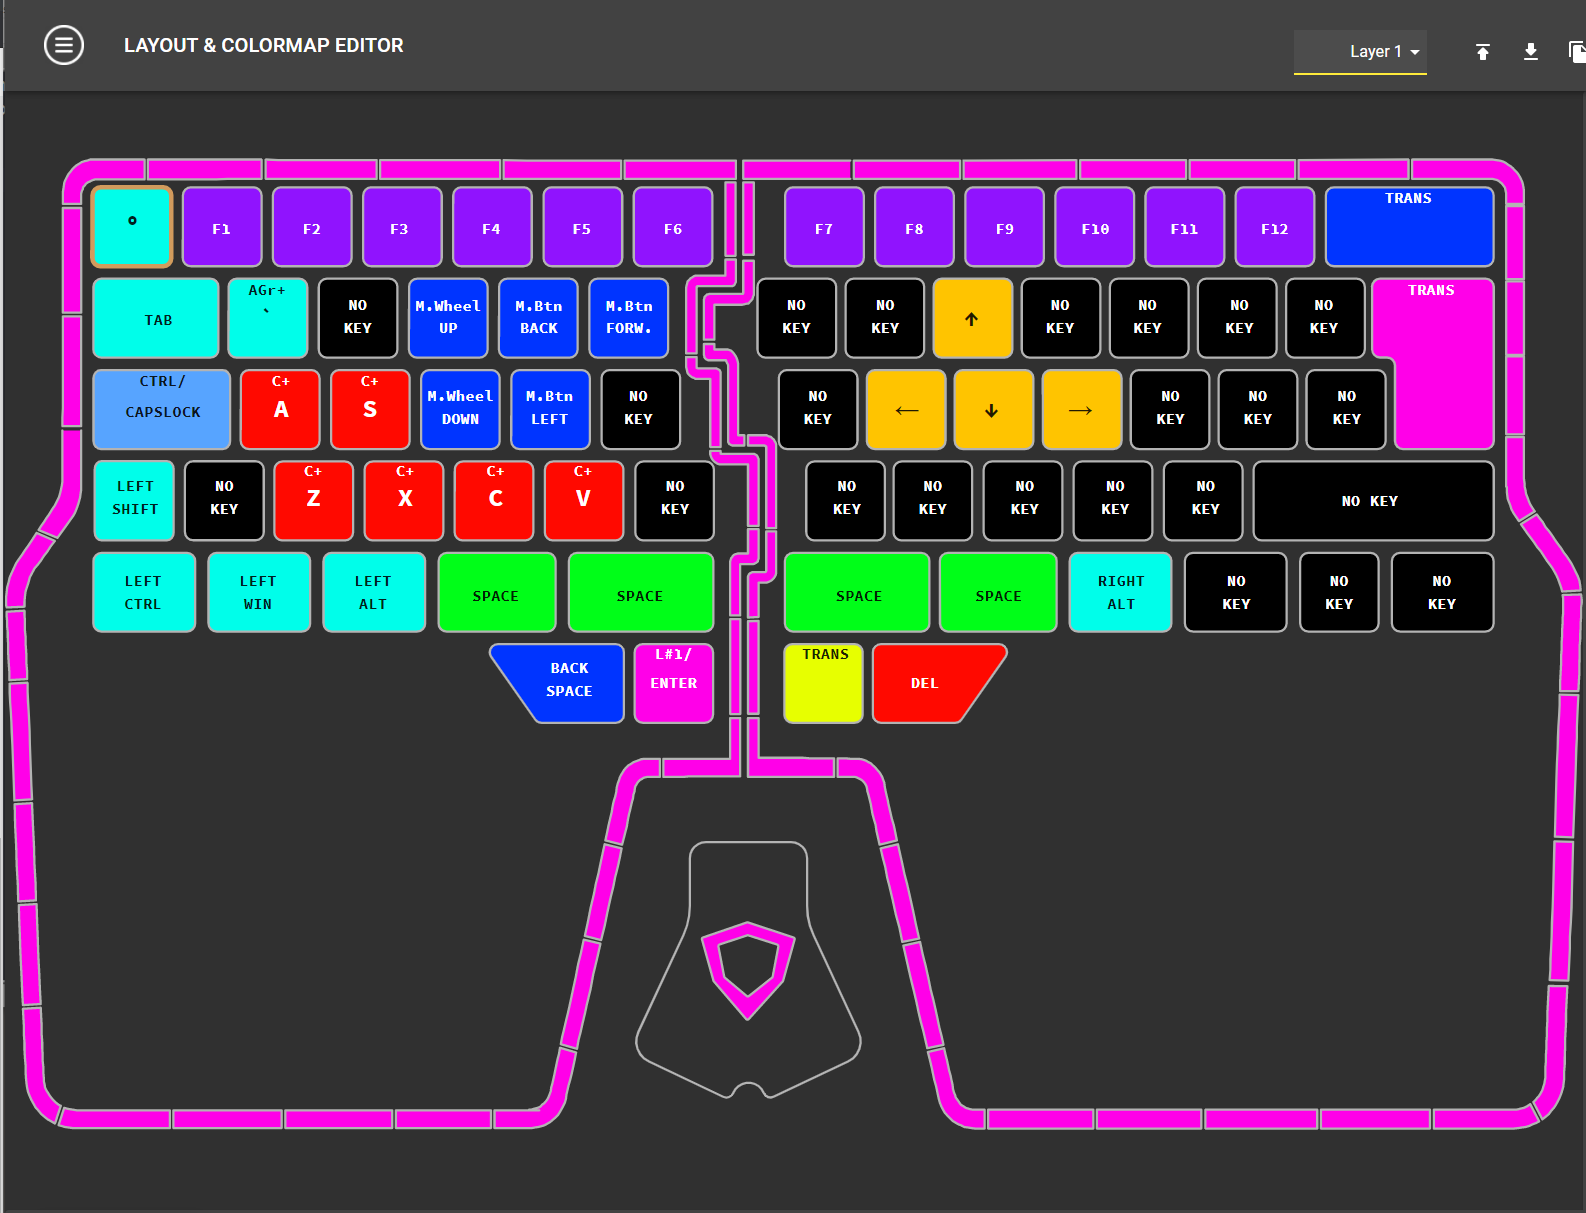 LAYOUT & COLORMAP EDITOR
Layer 1
° F1 F2 F3 F4 F5 F6 F7 F8 F9 F10 F11 F12 TRANS
TAB
AGr+
`
NO
KEY
M.Wheel
UP
M.Btn
BACK
M.Btn
FORW.
NO
KEY
NO
KEY
↑
NO
KEY
NO
KEY
NO
KEY
NO
KEY
TRANS
CTRL/
CAPSLOCK
C+
A
C+
S
M.Wheel
DOWN
M.Btn
LEFT
NO
KEY
NO
KEY
←
↓
→
NO
KEY
NO
KEY
NO
KEY
LEFT
SHIFT
NO
KEY
C+
Z
C+
X
C+
C
C+
V
NO
KEY
NO
KEY
NO
KEY
NO
KEY
NO
KEY
NO
KEY
NO KEY
LEFT
CTRL
LEFT
WIN
LEFT
ALT
SPACE
SPACE
SPACE
SPACE
RIGHT
ALT
NO
KEY
NO
KEY
NO
KEY
BACK
SPACE
L#1/
ENTER
TRANS
DEL